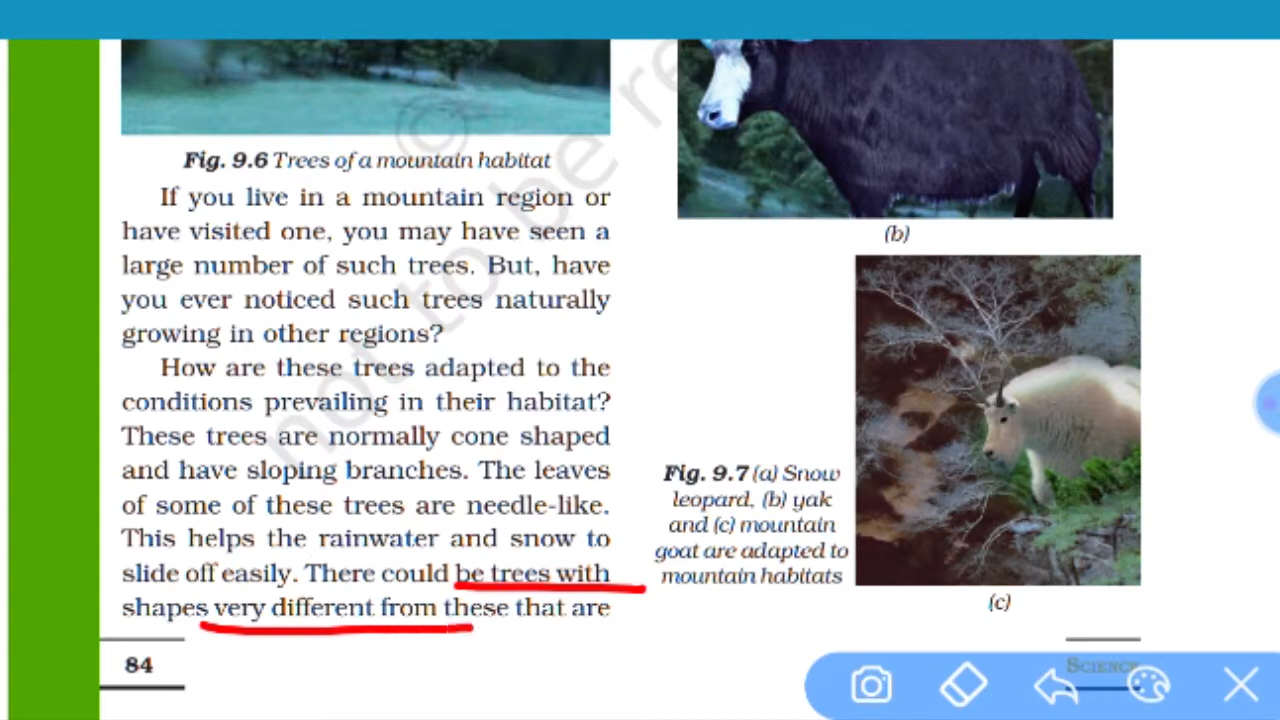 Fig. 9.6 Trees of a mountain habitat
If you live in a mountain region or
have visited one, you may have seen a
large number of such trees. But, have
you ever noticed such trees naturally
growing in other regions?
How are these trees adapted to the
conditions prevailing in their habitat?
These trees are normally cone shaped
and have sloping branches. The leaves
of some of these trees are needle-like.
This helps the rainwater and snow to
slide off easily. There could be trees with
shapes very different from these that are
84
(b)
Fig. 9.7 (a) Snow
leopard, (b) yak
and (c) mountain
goat are adapted to
mountain habitats
(c)
Science
not to be re
©